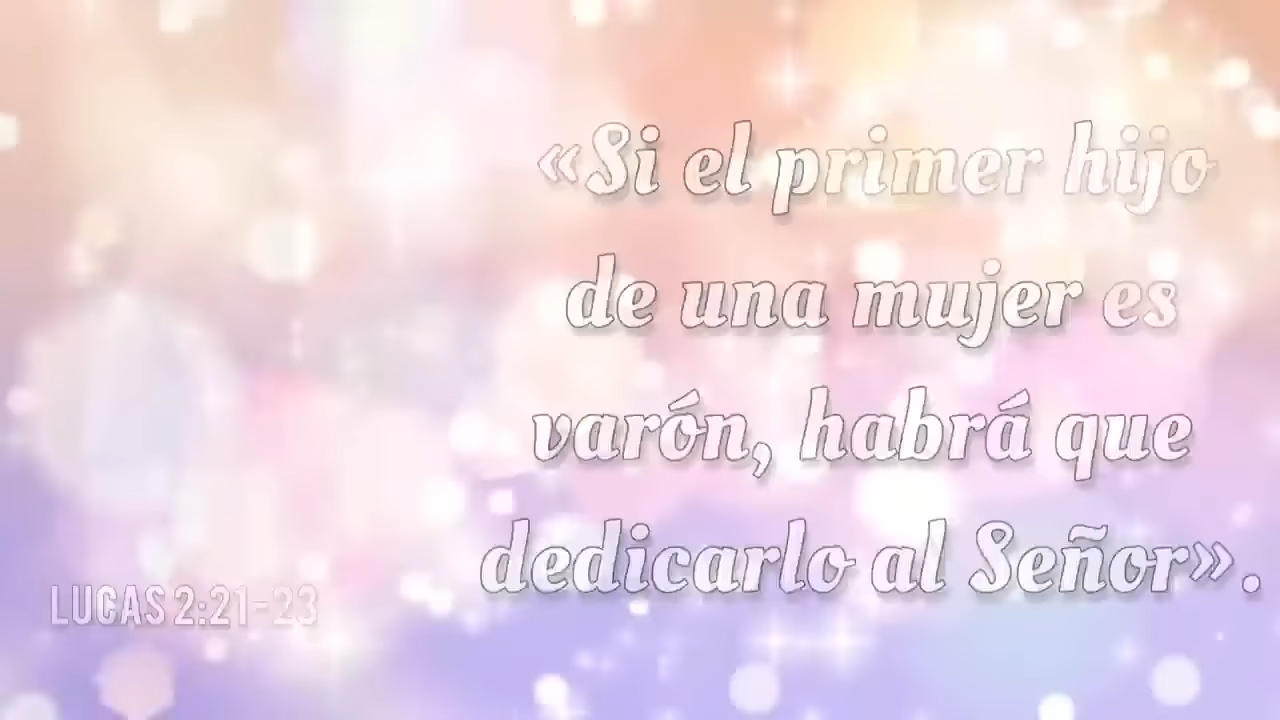 «Si el primer hijo
de una mujer es
varón, habrá que
dedicarlo al Señor».
LUCAS 2:21-23